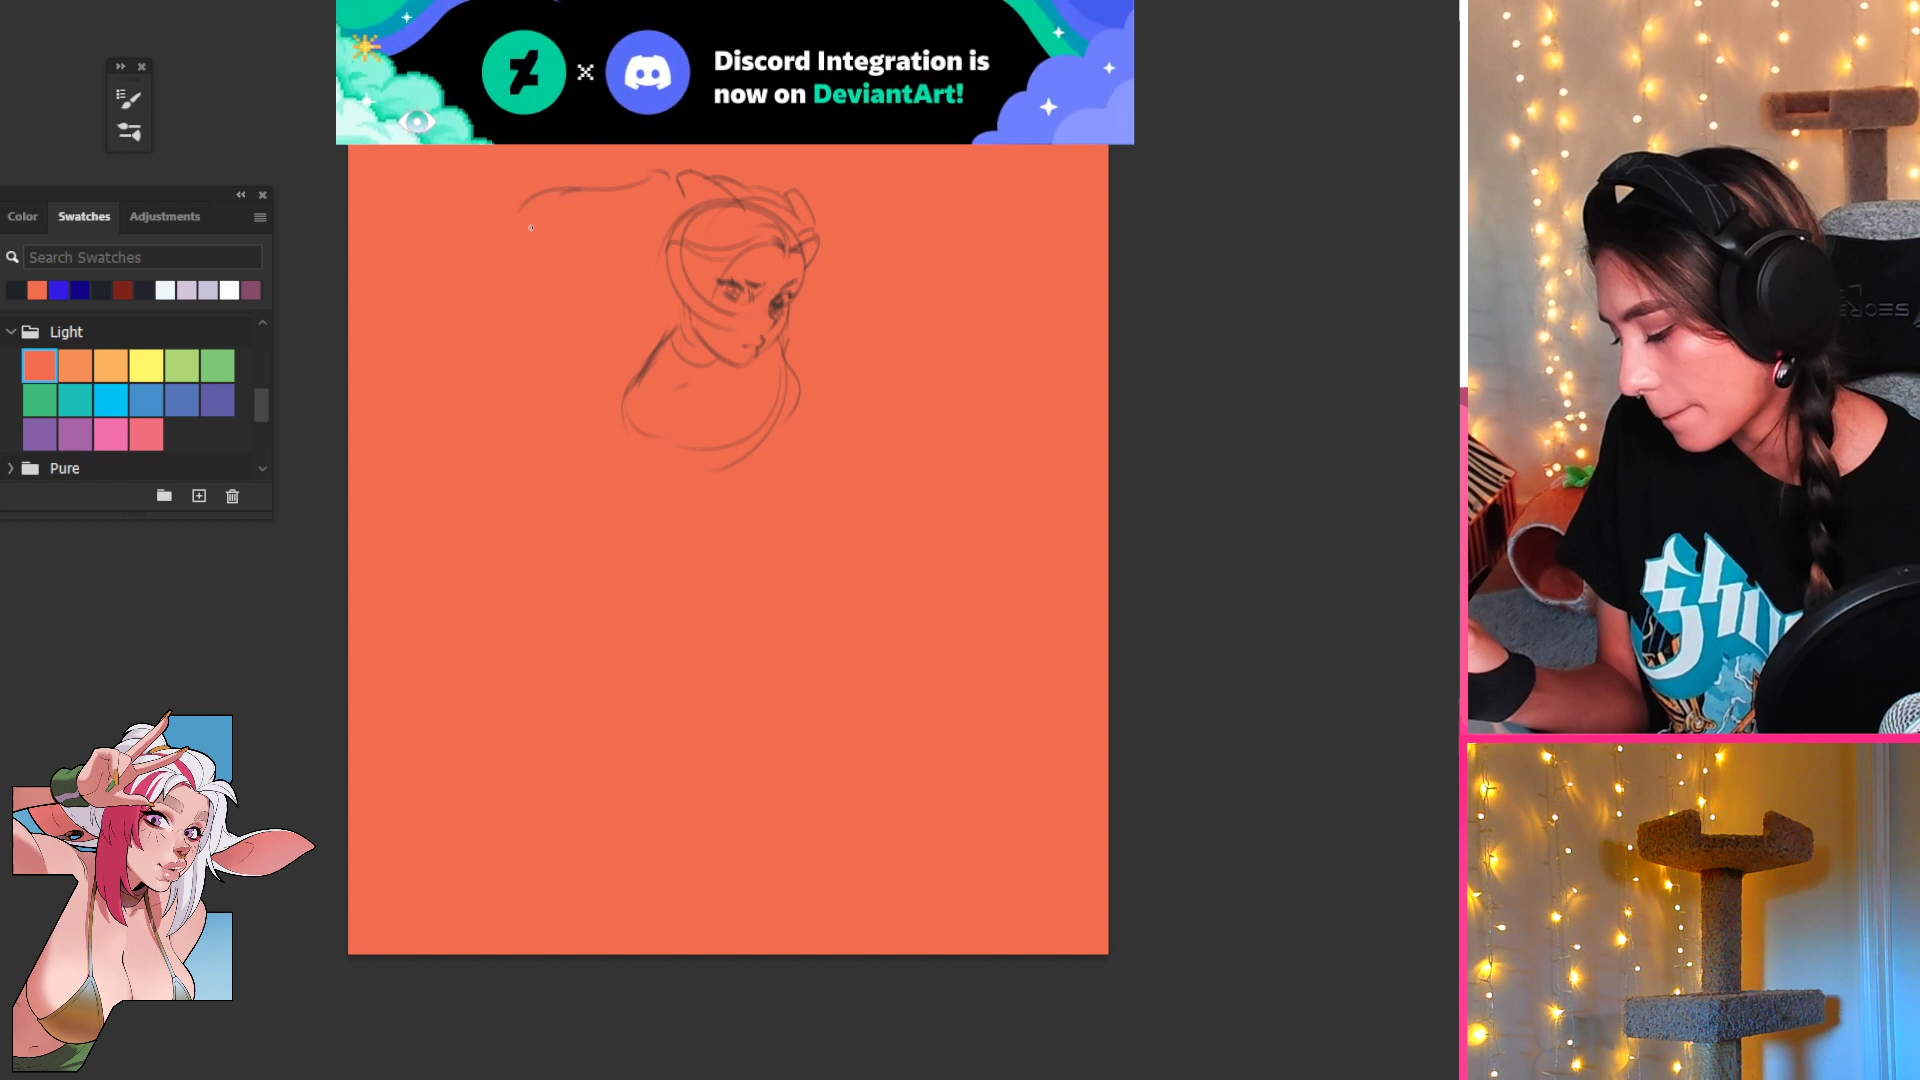 Discord Integration is
now on DeviantArt!
Color
Swatches
Adjustments
Search Swatches
Light
Pure